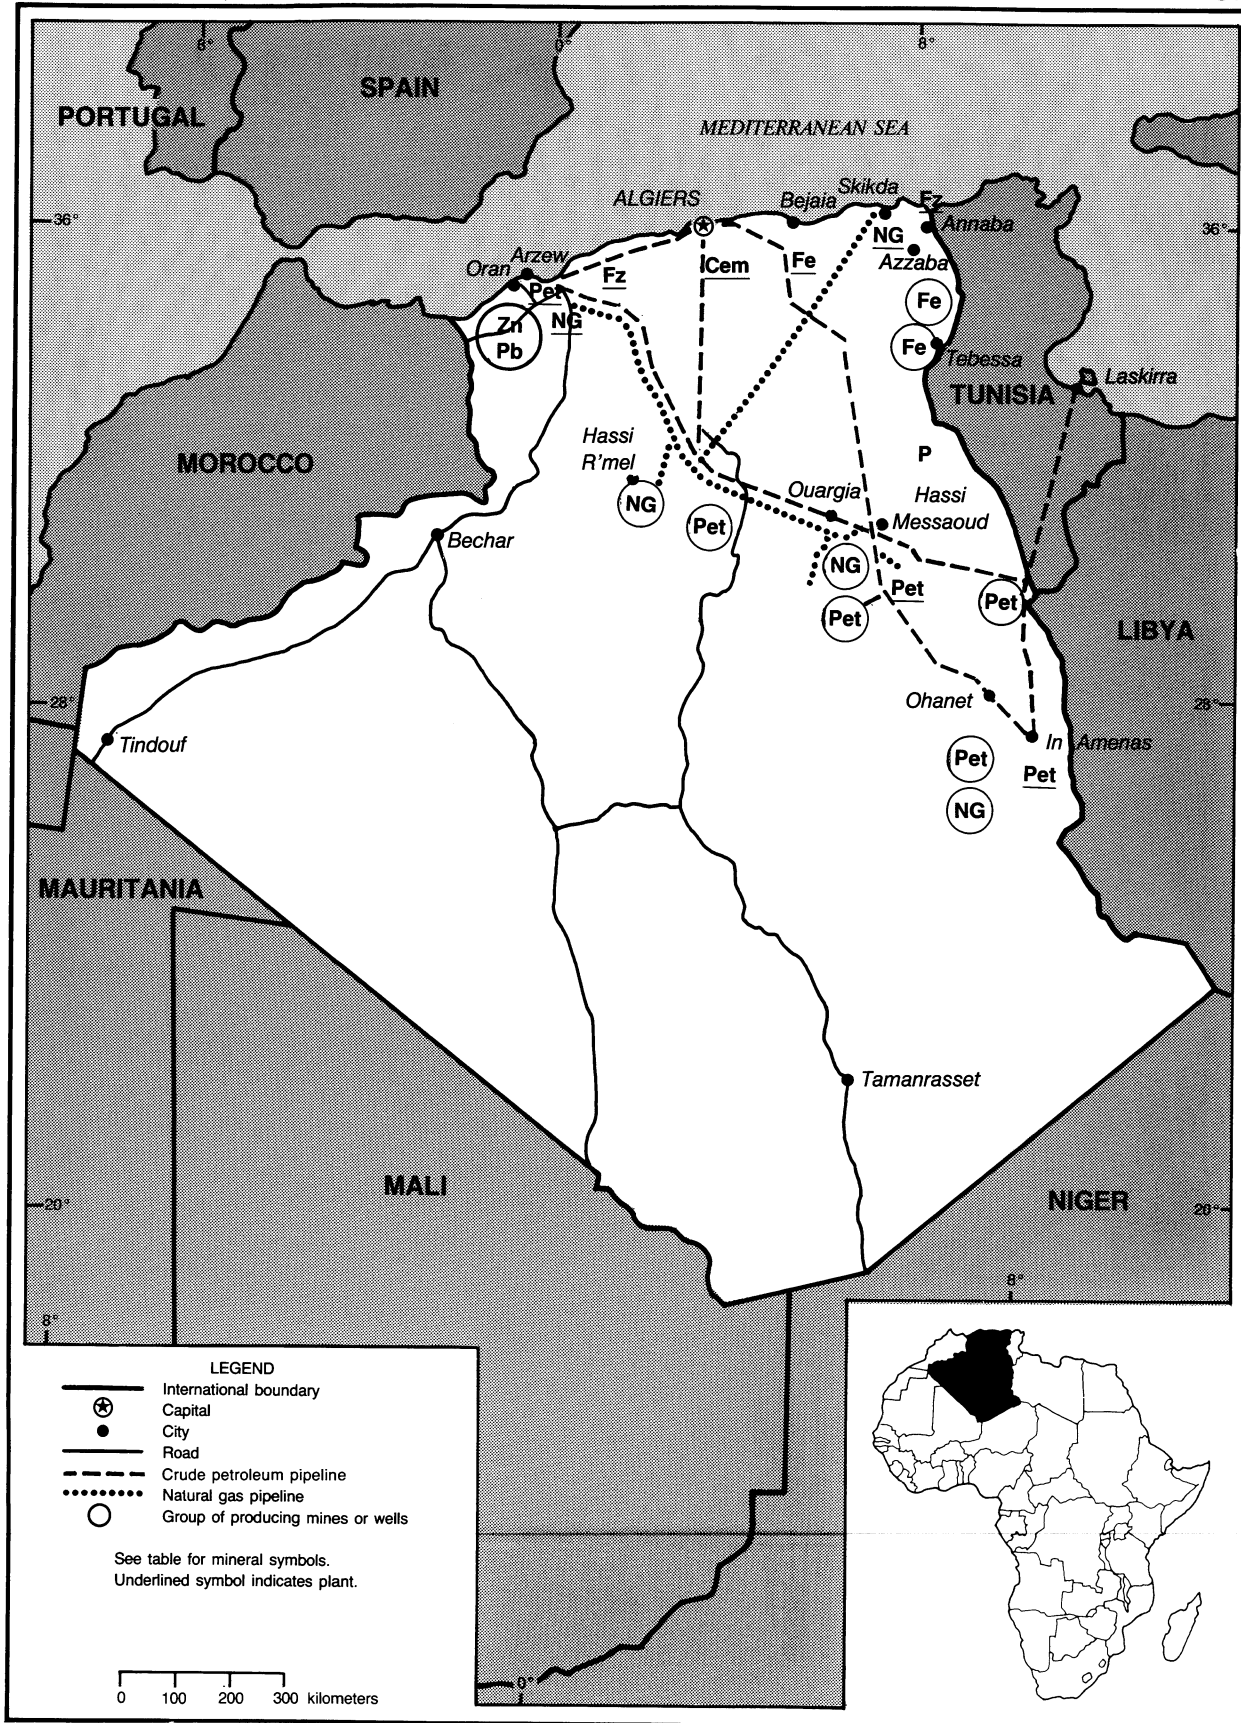 8°
0°
8°
SPAIN
PORTUGAL
MEDITERRANEAN SEA
ALGIERS
Bejaia
Skikda
Fz
Annaba
36°
36°
NG
Azzaba
Oran
Arzew
Pet
Fz
Cem
Fe
NG
Zn
Pb
Fe
Fe
Tebessa
TUNISIA
Laskirra
MOROCCO
Hassi
R'mel
NG
Pet
P
Ouargia
Hassi
Messaoud
Bechar
NG
Pet
Pet
Pet
LIBYA
28°
28°
Ohanet
Tindouf
In Amenas
Pet
Pet
NG
MAURITANIA
Tamanrasset
MALI
NIGER
20°
20°
8°
8°
LEGEND
International boundary
Capital
City
Road
Crude petroleum pipeline
Natural gas pipeline
Group of producing mines or wells
See table for mineral symbols.
Underlined symbol indicates plant.
0°
0 100 200 300 kilometers